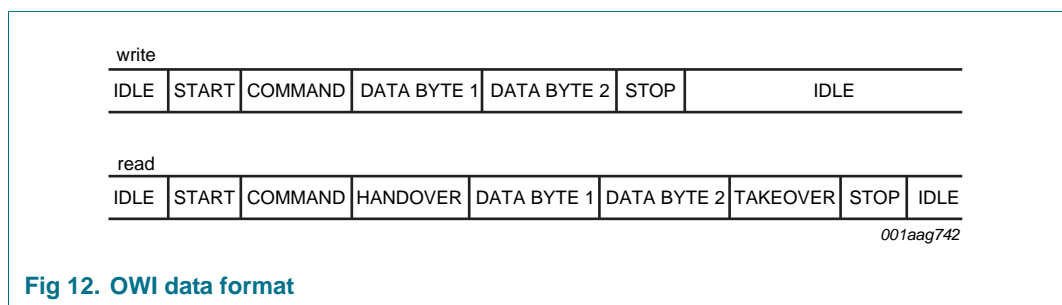 write
IDLE START COMMAND DATA BYTE 1 DATA BYTE 2 STOP IDLE
read
IDLE START COMMAND HANDOVER DATA BYTE 1 DATA BYTE 2 TAKEOVER STOP IDLE
001aag742
Fig 12. OWI data format